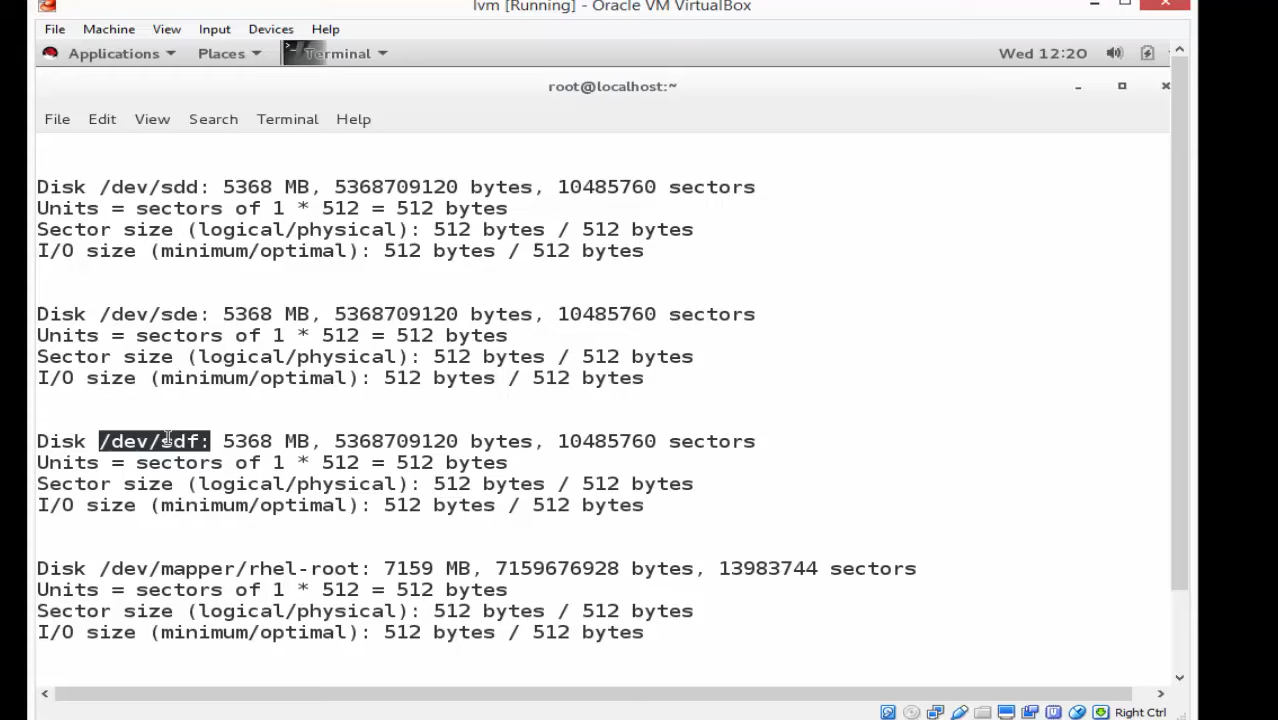 lvm [Running] - Oracle VM VirtualBox
File Machine View Input Devices Help
Applications Places Terminal Wed 12:20
root@localhost:~
File Edit View Search Terminal Help
Disk /dev/sdd: 5368 MB, 5368709120 bytes, 10485760 sectors
Units = sectors of 1 * 512 = 512 bytes
Sector size (logical/physical): 512 bytes / 512 bytes
I/O size (minimum/optimal): 512 bytes / 512 bytes
Disk /dev/sde: 5368 MB, 5368709120 bytes, 10485760 sectors
Units = sectors of 1 * 512 = 512 bytes
Sector size (logical/physical): 512 bytes / 512 bytes
I/O size (minimum/optimal): 512 bytes / 512 bytes
Disk /dev/sdf: 5368 MB, 5368709120 bytes, 10485760 sectors
Units = sectors of 1 * 512 = 512 bytes
Sector size (logical/physical): 512 bytes / 512 bytes
I/O size (minimum/optimal): 512 bytes / 512 bytes
Disk /dev/mapper/rhel-root: 7159 MB, 7159676928 bytes, 13983744 sectors
Units = sectors of 1 * 512 = 512 bytes
Sector size (logical/physical): 512 bytes / 512 bytes
I/O size (minimum/optimal): 512 bytes / 512 bytes
Right Ctrl